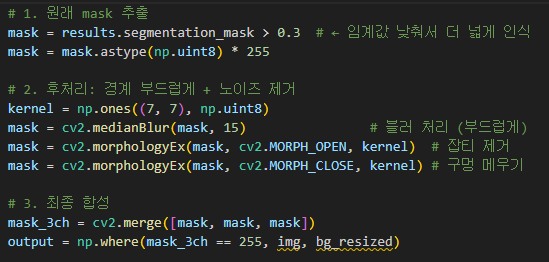 # 1. 원래 mask 추출
mask = results.segmentation_mask > 0.3  # ← 임계값 낮춰서 더 넓게 인식
mask = mask.astype(np.uint8) * 255
# 2. 후처리: 경계 부드럽게 + 노이즈 제거
kernel = np.ones((7, 7), np.uint8)
mask = cv2.medianBlur(mask, 15)  # 블러 처리 (부드럽게)
mask = cv2.morphologyEx(mask, cv2.MORPH_OPEN, kernel)  # 잡티 제거
mask = cv2.morphologyEx(mask, cv2.MORPH_CLOSE, kernel)  # 구멍 메우기
# 3. 최종 합성
mask_3ch = cv2.merge([mask, mask, mask])
output = np.where(mask_3ch == 255, img, bg_resized)